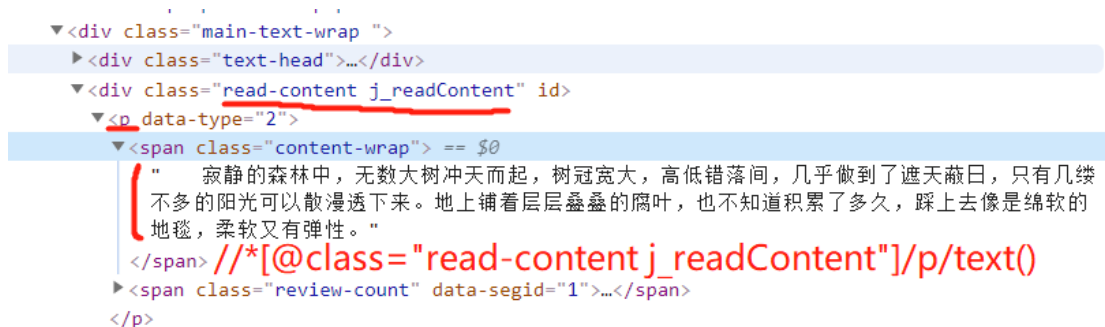 ▼<div class="main-text-wrap ">
▶<div class="text-head">…</div>
▼<div class="read-content j_readContent" id>
▼<p data-type="2">
▼<span class="content-wrap"> == $0
"　　寂静的森林中，无数大树冲天而起，树冠宽大，高低错落间，几乎做到了遮天蔽日，只有几缕
不多的阳光可以散漫透下来。地上铺着层层叠叠的腐叶，也不知道积累了多久，踩上去像是绵软的
地毯，柔软又有弹性。"
</span> //*[@class="read-content j_readContent"]/p/text()
▶<span class="review-count" data-segid="1">…</span>
</p>